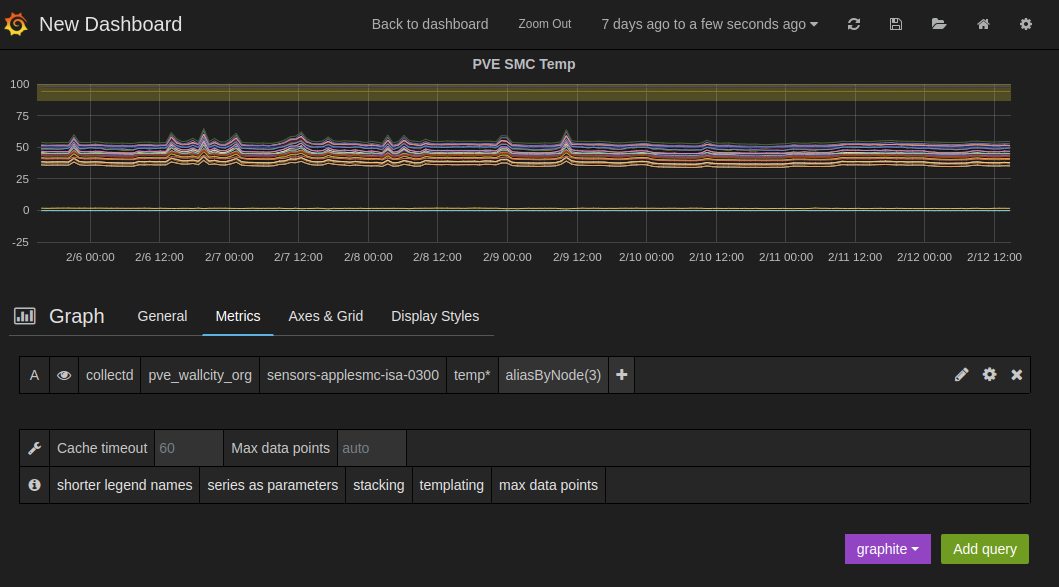 New Dashboard Back to dashboard Zoom Out 7 days ago to a few seconds ago
PVE SMC Temp
100
75
50
25
0
-25
2/6 00:00 2/6 12:00 2/7 00:00 2/7 12:00 2/8 00:00 2/8 12:00 2/9 00:00 2/9 12:00 2/10 00:00 2/10 12:00 2/11 00:00 2/11 12:00 2/12 00:00 2/12 12:00
Graph General Metrics Axes & Grid Display Styles
A collectd pve_wallcity_org sensors-applesmc-isa-0300 temp* aliasByNode(3)
Cache timeout 60 Max data points auto
shorter legend names series as parameters stacking templating max data points
graphite Add query